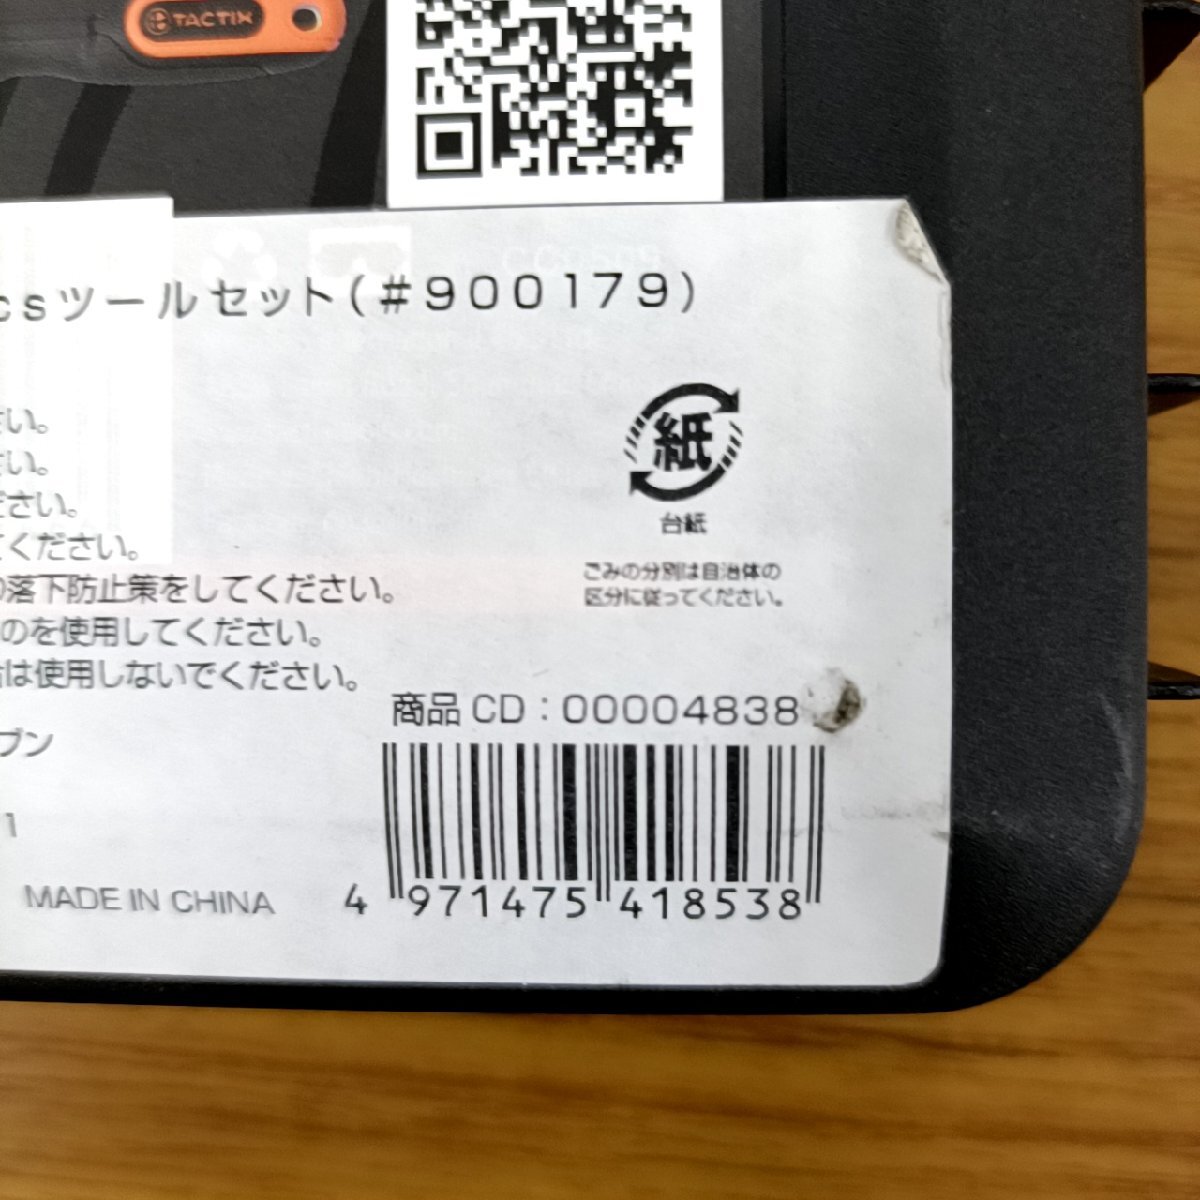 TACTIX
csツールセット(#900179)
さい。
さい。
ださい。
てください。
の落下防止策をしてください。
のを使用してください。
合は使用しないでください。
ブン
1
紙
台紙
ごみの分別は自治体の
区分に従ってください。
商品CD:00004838
MADE IN CHINA
4 971475 418538